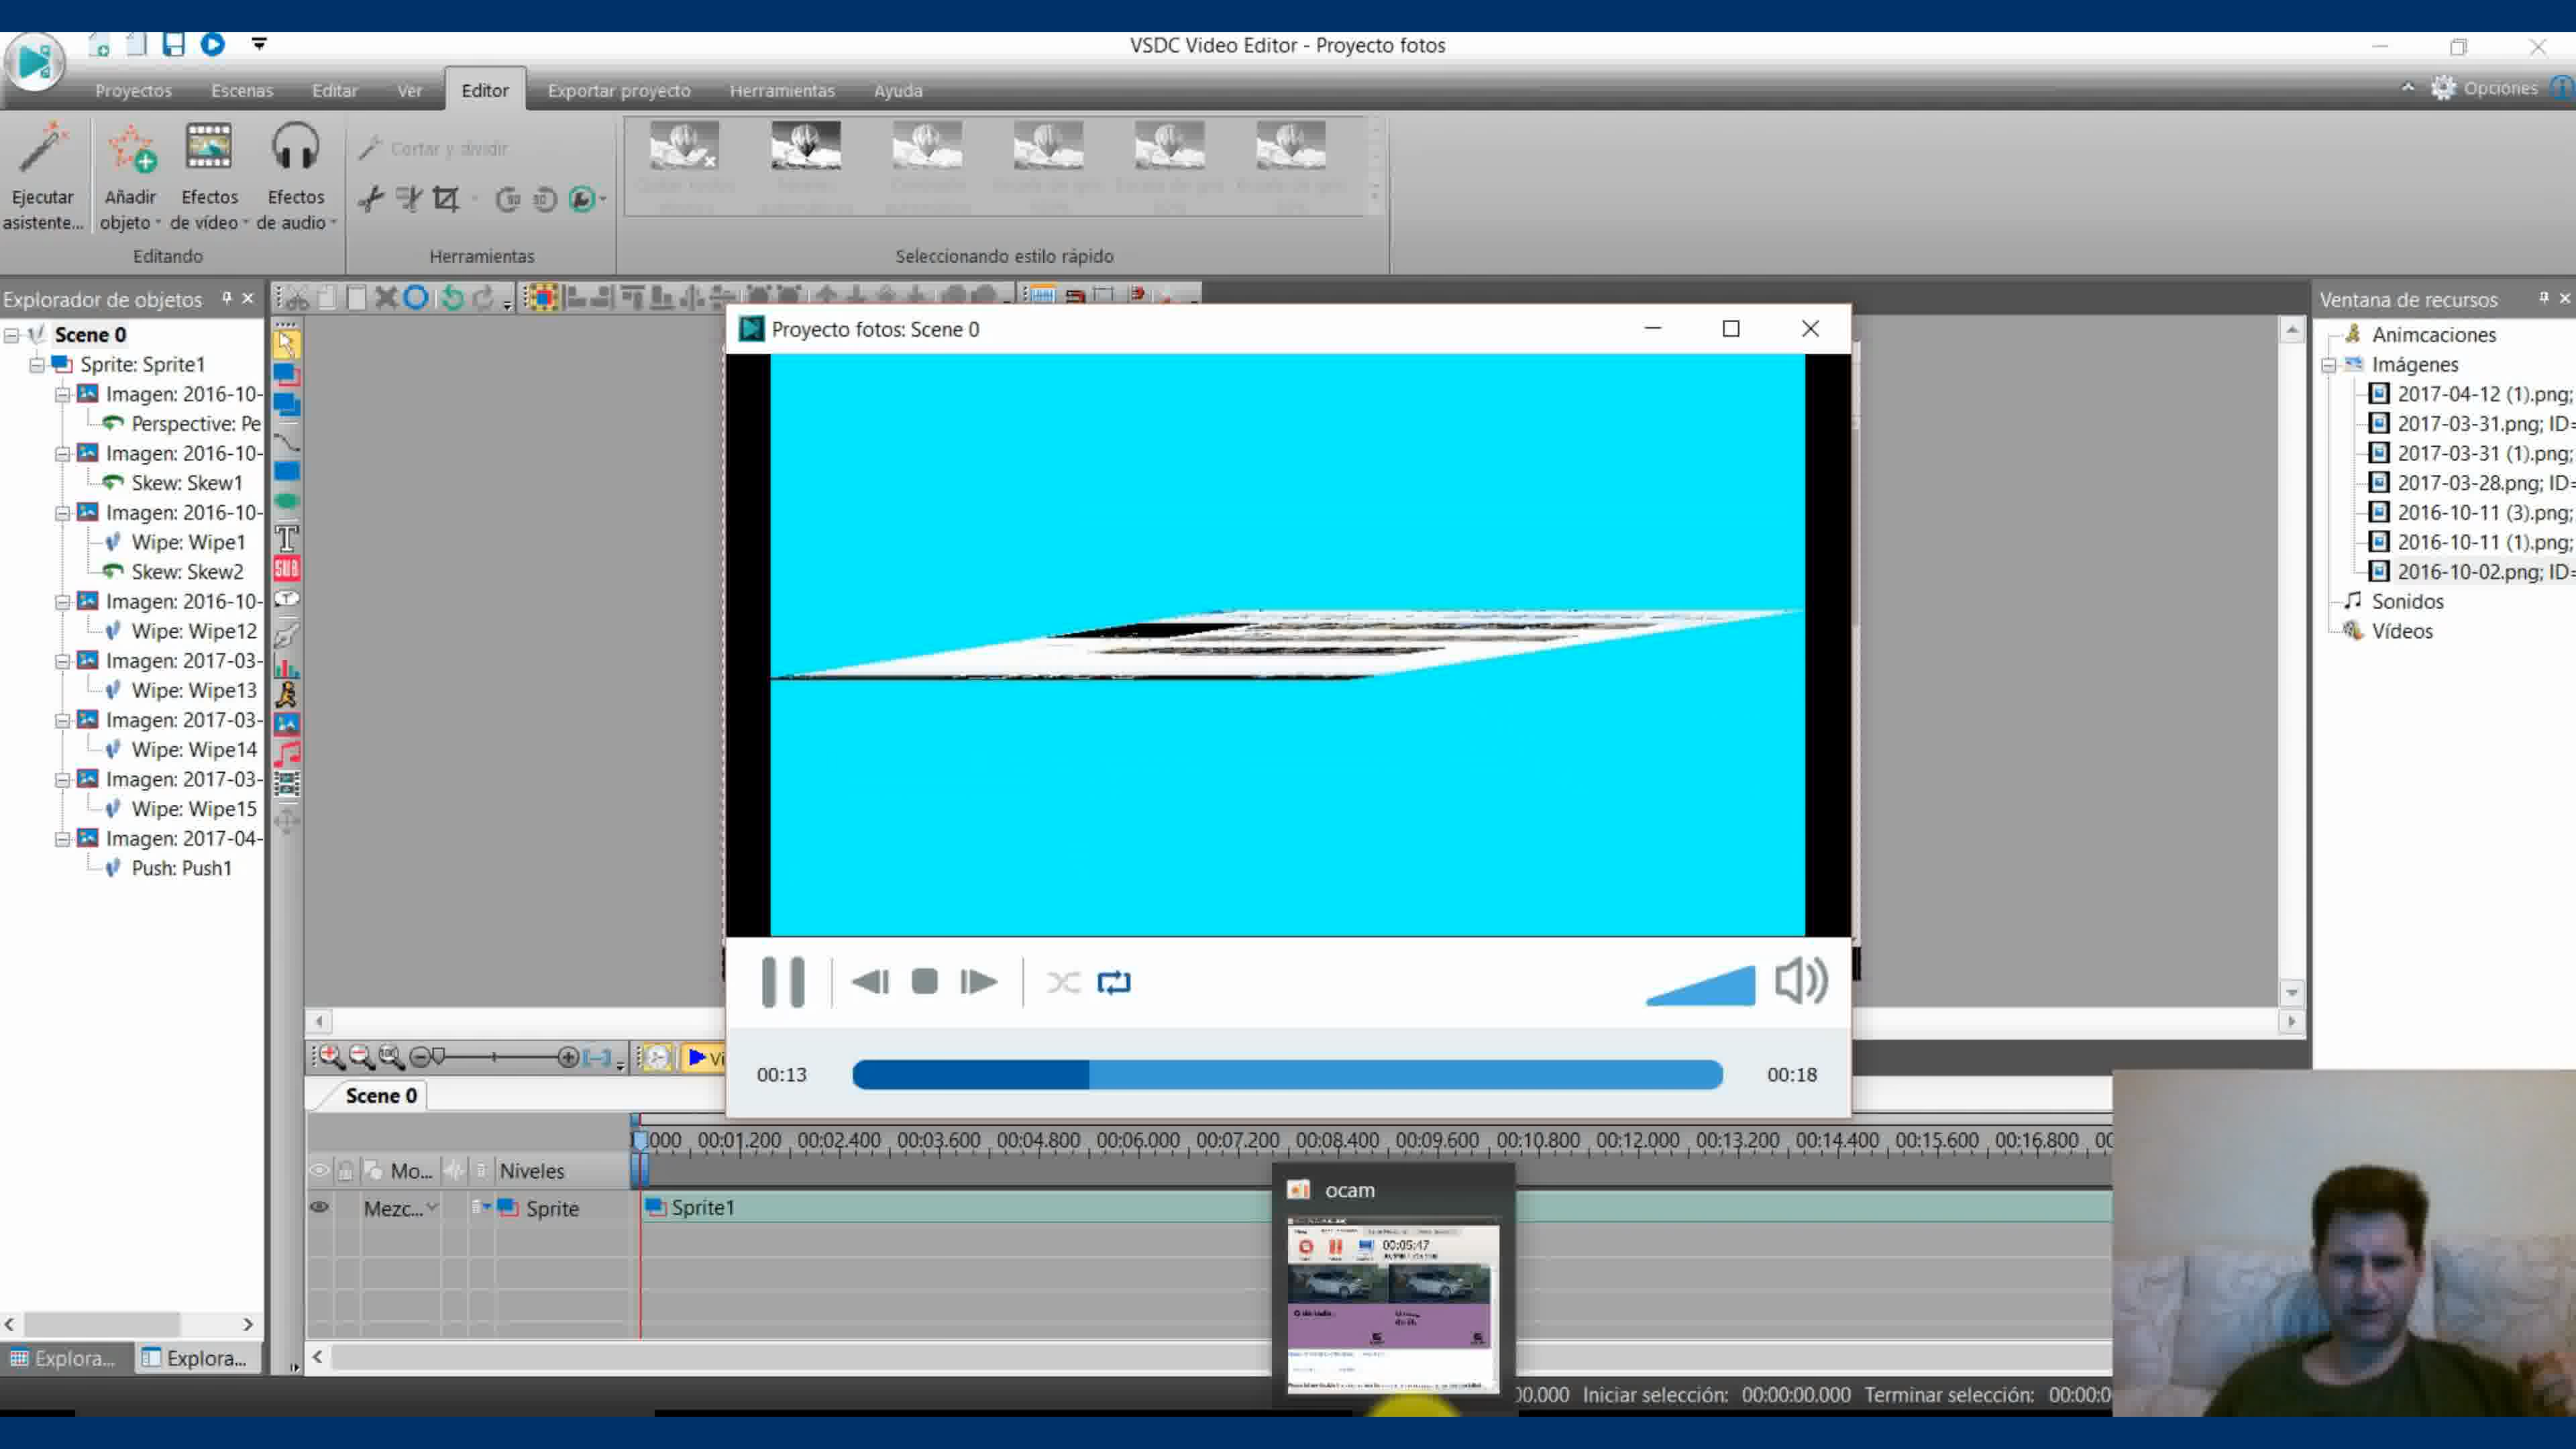 VSDC Video Editor - Proyecto fotos
Proyectos
Escenas
Editar
Ver
Editor
Exportar proyecto
Herramientas
Ayuda
Opciones
Ejecutar
asistente...
Añadir
objeto
Efectos
de vídeo
Efectos
de audio
Cortar y dividir
Editando
Herramientas
Seleccionando estilo rápido
Explorador de objetos
Scene 0
Sprite: Sprite1
Imagen: 2016-10-
Perspective: Pe
Imagen: 2016-10-
Skew: Skew1
Imagen: 2016-10-
Wipe: Wipe1
Skew: Skew2
Imagen: 2016-10-
Wipe: Wipe12
Imagen: 2017-03-
Wipe: Wipe13
Imagen: 2017-03-
Wipe: Wipe14
Imagen: 2017-03-
Wipe: Wipe15
Imagen: 2017-04-
Push: Push1
Explora...
Explora...
T
SUB
Proyecto fotos: Scene 0
00:13
00:18
Ventana de recursos
Animcaciones
Imágenes
2017-04-12 (1).png;
2017-03-31.png; ID=
2017-03-31 (1).png;
2017-03-28.png; ID=
2016-10-11 (3).png;
2016-10-11 (1).png;
2016-10-02.png; ID=
Sonidos
Vídeos
Vi
Scene 0
.000 00:01.200 00:02.400 00:03.600 00:04.800 00:06.000 00:07.200 00:08.400 00:09.600 00:10.800 00:12.000 00:13.200 00:14.400 00:15.600 00:16.800 00
Mo... Niveles
Mezc... Sprite
Sprite1
ocam
00:05:47
00.000 Iniciar selección: 00:00:00.000 Terminar selección: 00:00:0